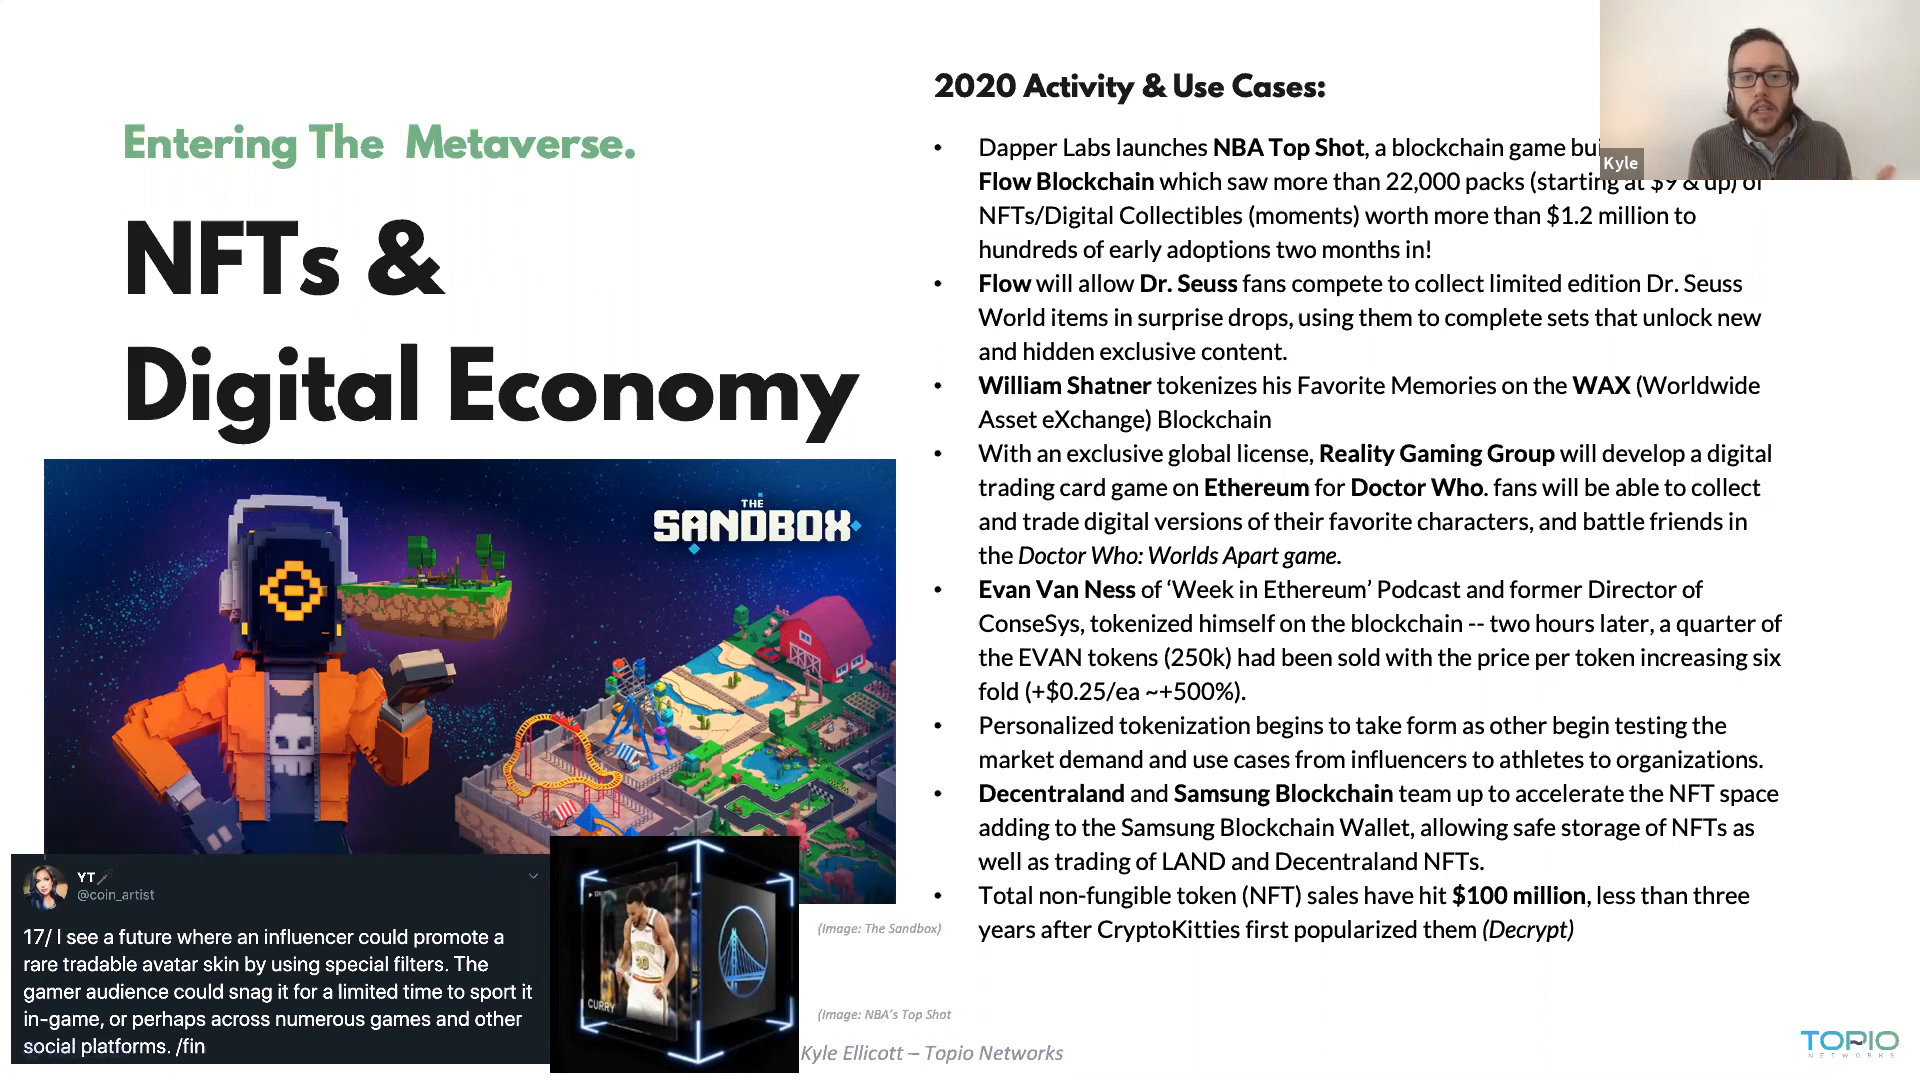 Entering The Metaverse.
NFTs &
Digital Economy
THE
SANDBOX
YT
@coin_artist
17/ I see a future where an influencer could promote a
rare tradable avatar skin by using special filters. The
gamer audience could snag it for a limited time to sport it
in-game, or perhaps across numerous games and other
social platforms. /fin
30
CURRY
(Image: The Sandbox)
(Image: NBA's Top Shot
Kyle Ellicott – Topio Networks
2020 Activity & Use Cases:
• Dapper Labs launches NBA Top Shot, a blockchain game
Flow Blockchain which saw more than 22,000 packs (starting at $9 & up) of
NFTs/Digital Collectibles (moments) worth more than $1.2 million to
hundreds of early adoptions two months in!
• Flow will allow Dr. Seuss fans compete to collect limited edition Dr. Seuss
World items in surprise drops, using them to complete sets that unlock new
and hidden exclusive content.
• William Shatner tokenizes his Favorite Memories on the WAX (Worldwide
Asset eXchange) Blockchain
• With an exclusive global license, Reality Gaming Group will develop a digital
trading card game on Ethereum for Doctor Who. fans will be able to collect
and trade digital versions of their favorite characters, and battle friends in
the Doctor Who: Worlds Apart game.
• Evan Van Ness of ‘Week in Ethereum’ Podcast and former Director of
ConseSys, tokenized himself on the blockchain -- two hours later, a quarter of
the EVAN tokens (250k) had been sold with the price per token increasing six
fold (+$0.25/ea ~+500%).
• Personalized tokenization begins to take form as other begin testing the
market demand and use cases from influencers to athletes to organizations.
• Decentraland and Samsung Blockchain team up to accelerate the NFT space
adding to the Samsung Blockchain Wallet, allowing safe storage of NFTs as
well as trading of LAND and Decentraland NFTs.
• Total non-fungible token (NFT) sales have hit $100 million, less than three
years after CryptoKitties first popularized them (Decrypt)
Kyle
TOPIO
NETWORKS